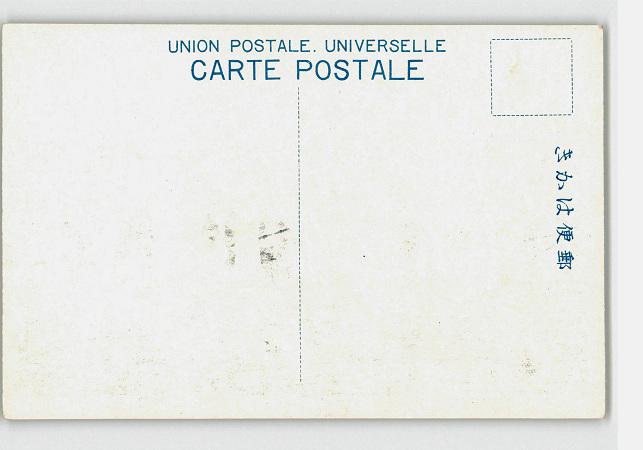 UNION POSTALE. UNIVERSELLE
CARTE POSTALE
きかは便郵